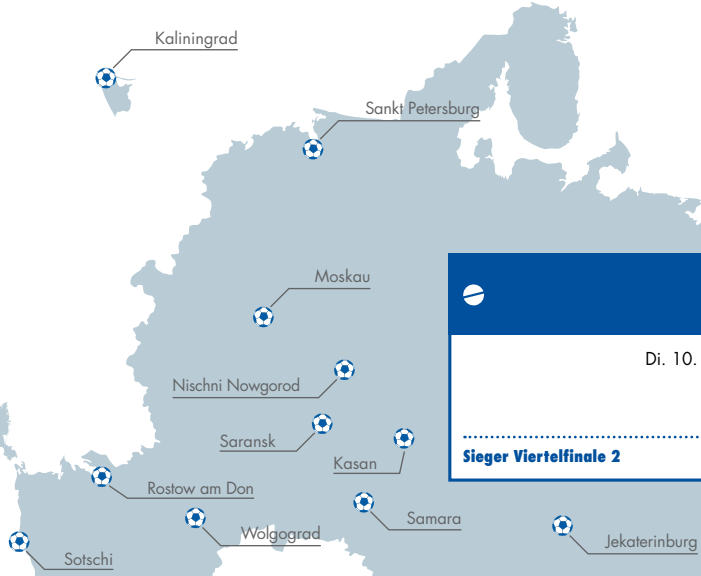 Kaliningrad
Sankt Petersburg
Moskau
Nischni Nowgorod
Saransk
Kasan
Rostow am Don
Wolgograd
Samara
Sotschi
Jekaterinburg
Di. 10.
Sieger Viertelfinale 2